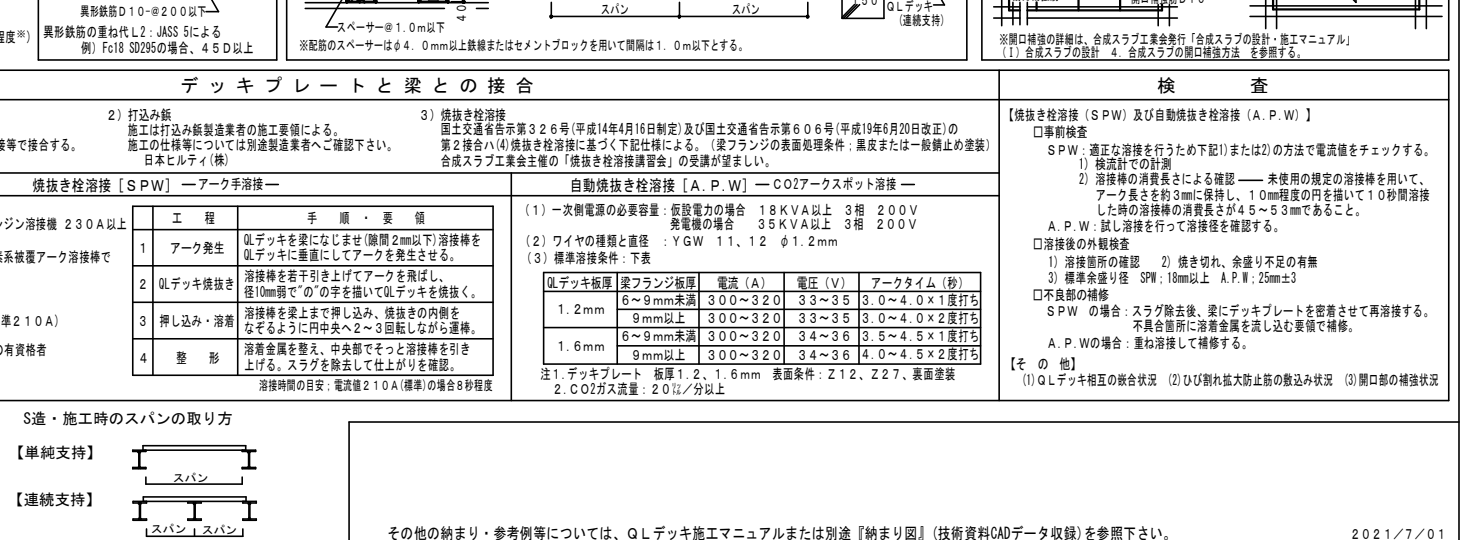 異形鉄筋D10-@200以下
程度※)
異形鉄筋の重ね代L2:JASS 5による
例) Fc18 SD295の場合、45D以上
スペーサー@1.0m以下
40
スパン
スパン
※配筋のスペーサーはφ4.0mm以上鉄線またはセメントブロックを用いて間隔は1.0m以下とする。
50
QLデッキ
(連続支持)
※開口補強の詳細は、合成スラブ工業会発行「合成スラブの設計・施工マニュアル」
(I)合成スラブの設計 4.合成スラブの開口補強方法 を参照する。
デッキプレートと梁との接合
接等で接合する。
2) 打込み鋲
施工は打込み鋲製造業者の施工要領による。
施工の仕様等については別途製造業者へご確認下さい。
日本ヒルティ(株)
3) 焼抜き栓溶接
国土交通省告示第326号(平成14年4月16日制定)及び国土交通省告示第606号(平成19年6月20日改正)の
第2接合ハ(4)焼抜き栓溶接に基づく下記仕様による。(梁フランジの表面処理条件;黒皮または一般錆止め塗装)
合成スラブ工業会主催の「焼抜き栓溶接講習会」の受講が望ましい。
焼抜き栓溶接[SPW] ―アーク手溶接―
ジン溶接機 230A以上
系被覆アーク溶接棒で
準210A)
の有資格者
工 程 手 順 ・ 要 領
1 アーク発生 QLデッキを梁になじませ(隙間2mm以下)溶接棒を
QLデッキに垂直にしてアークを発生させる。
2 QLデッキ焼抜き 溶接棒を若干引き上げてアークを飛ばし、
径10mm弱で"の"の字を描いてQLデッキを焼抜く。
3 押し込み・溶着 溶接棒を梁上まで押し込み、焼抜きの内側を
なぞるように円中央へ2~3回転しながら運棒。
4 整 形 溶着金属を整え、中央部でそっと溶接棒を引き
上げる。スラグを除去して仕上がりを確認。
溶接時間の目安;電流値210A(標準)の場合8秒程度
自動焼抜き栓溶接[A.P.W] ― CO2アークスポット溶接 ―
(1) 一次側電源の必要容量:仮設電力の場合 18KVA以上 3相 200V
発電機の場合 35KVA以上 3相 200V
(2) ワイヤの種類と直径 :YGW 11、12 φ1.2mm
(3) 標準溶接条件:下表
QLデッキ板厚 梁フランジ板厚 電流(A) 電圧(V) アークタイム(秒)
1.2mm 6~9mm未満 300~320 33~35 3.0~4.0×1度打ち
9mm以上 300~320 33~35 3.0~4.0×2度打ち
1.6mm 6~9mm未満 300~320 34~36 3.5~4.5×1度打ち
9mm以上 300~320 34~36 4.0~4.5×2度打ち
注1.デッキプレート 板厚1.2、1.6mm 表面条件:Z12、Z27、裏面塗装
2.CO2ガス流量:20㍑/分以上
検 査
【焼抜き栓溶接(SPW)及び自動焼抜き栓溶接(A.P.W)】
□事前検査
SPW:適正な溶接を行うため下記1)または2)の方法で電流値をチェックする。
1) 検流計での計測
2) 溶接棒の消費長さによる確認 ―― 未使用の規定の溶接棒を用いて、
アーク長さを約3mmに保持し、10mm程度の円を描いて10秒間溶接
した時の溶接棒の消費長さが45~53mmであること。
A.P.W:試し溶接を行って溶接径を確認する。
□溶接後の外観検査
1) 溶接箇所の確認 2) 焼き切れ、余盛り不足の有無
3) 標準余盛り径 SPW;18mm以上 A.P.W;25mm±3
□不良部の補修
SPW の場合:スラグ除去後、梁にデッキプレートを密着させて再溶接する。
不具合箇所に溶着金属を流し込む要領で補修。
A.P.Wの場合:重ね溶接して補修する。
【そ の 他】
(1)QLデッキ相互の嵌合状況 (2)ひび割れ拡大防止筋の敷込み状況 (3)開口部の補強状況
S造・施工時のスパンの取り方
【単純支持】
スパン
【連続支持】
スパン スパン
その他の納まり・参考例等については、QLデッキ施工マニュアルまたは別途『納まり図』(技術資料CADデータ収録)を参照下さい。
2021/7/01